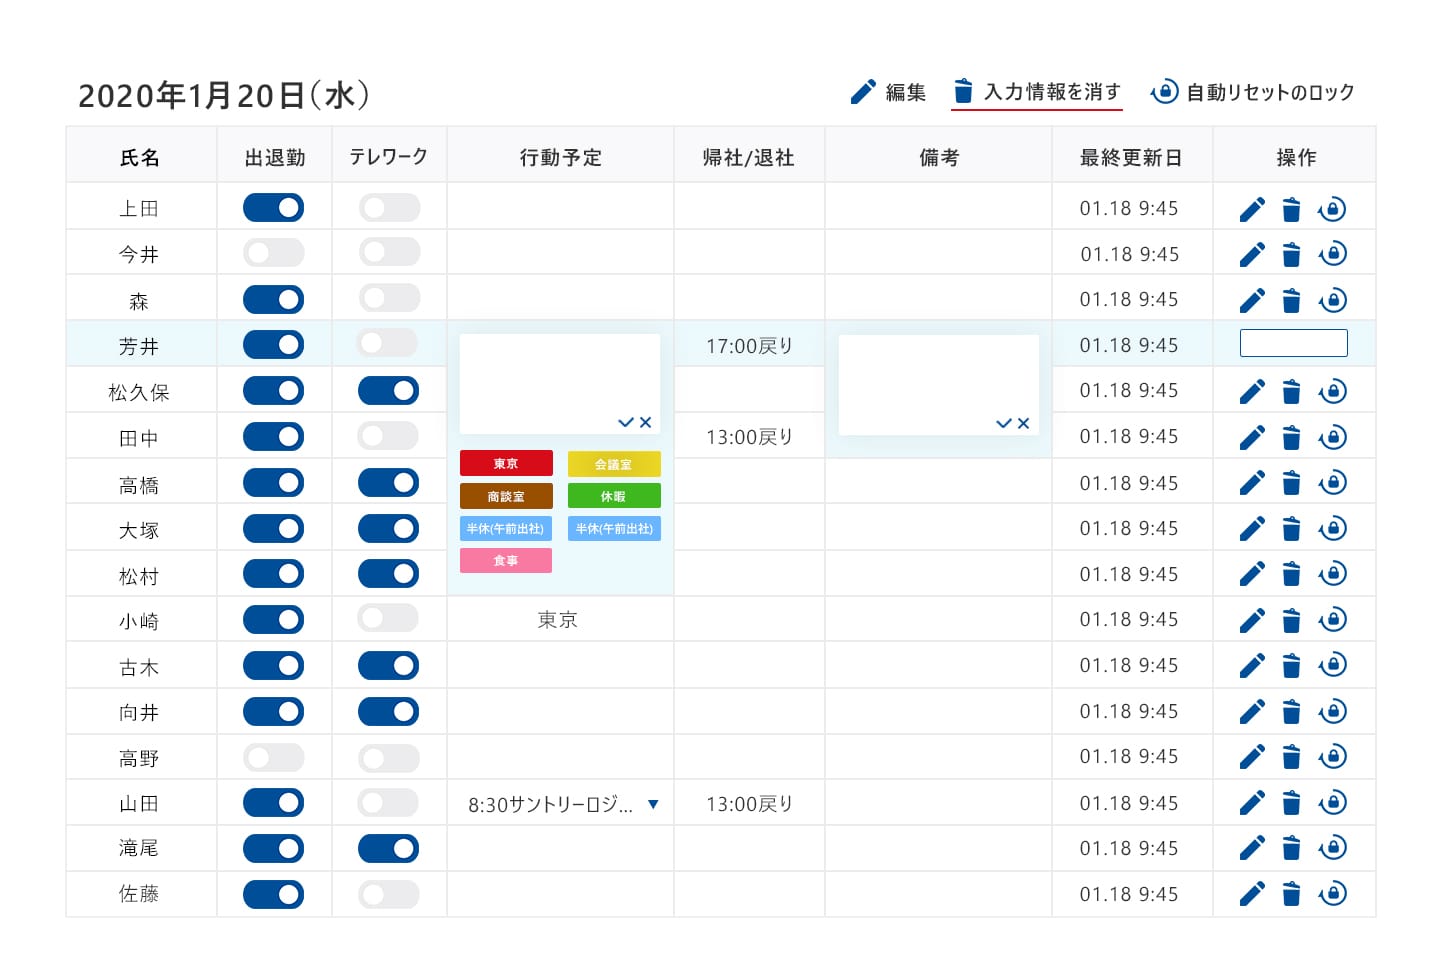 2020年1月20日(水)
編集 入力情報を消す 自動リセットのロック
氏名 出退勤 テレワーク 行動予定 帰社/退社 備考 最終更新日 操作
上田 01.18 9:45
今井 01.18 9:45
森 01.18 9:45
芳井 17:00戻り 01.18 9:45
松久保 01.18 9:45
田中 13:00戻り 01.18 9:45
東京 会議室
高橋 01.18 9:45
商談室 休暇
大塚 半休(午前出社) 半休(午前出社) 01.18 9:45
食事
松村 01.18 9:45
小崎 東京 01.18 9:45
古木 01.18 9:45
向井 01.18 9:45
高野 01.18 9:45
山田 8:30サントリーロジ... 13:00戻り 01.18 9:45
滝尾 01.18 9:45
佐藤 01.18 9:45